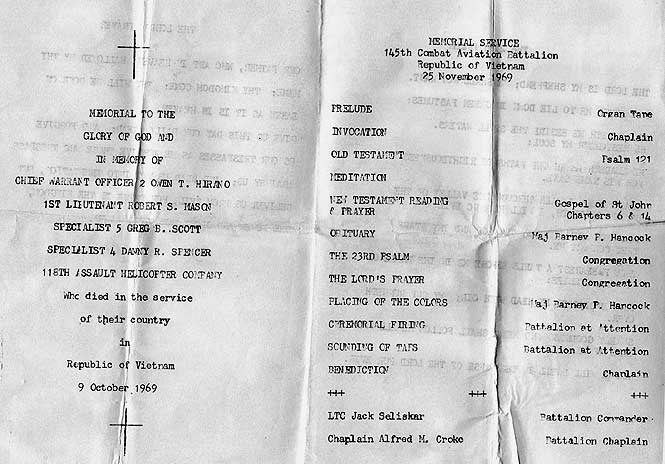 MEMORIAL TO THE
GLORY OF GOD AND
IN MEMORY OF
CHIEF WARRANT OFFICER 2 OWEN T. HIRANO
1ST LIEUTENANT ROBERT S. MASON
SPECIALIST 5 GREG B. SCOTT
SPECIALIST 4 DANNY R. SPENCER
118TH ASSAULT HELICOPTER COMPANY
Who died in the service
of their country
in
Republic of Vietnam
9 October 1969
MEMORIAL SERVICE
145th Combat Aviation Battalion
Republic of Vietnam
25 November 1969
PRELUDE Organ Tape
INVOCATION Chaplain
OLD TESTAMENT Psalm 121
MEDITATION
NEW TESTAMENT READING Gospel of St John
& PRAYER Chapters 6 & 14
OBITUARY Maj Barney P. Hancock
THE 23RD PSALM Congregation
THE LORD'S PRAYER Congregation
PLACING OF THE COLORS Maj Barney P. Hancock
CEREMORIAL FIRING Battalion at Attention
SOUNDING OF TAPS Battalion at Attention
BENEDICTION Chaplain
+++ +++ +++
LTC Jack Seliskar Battalion Commander
Chaplain Alfred M. Croke Battalion Chaplain